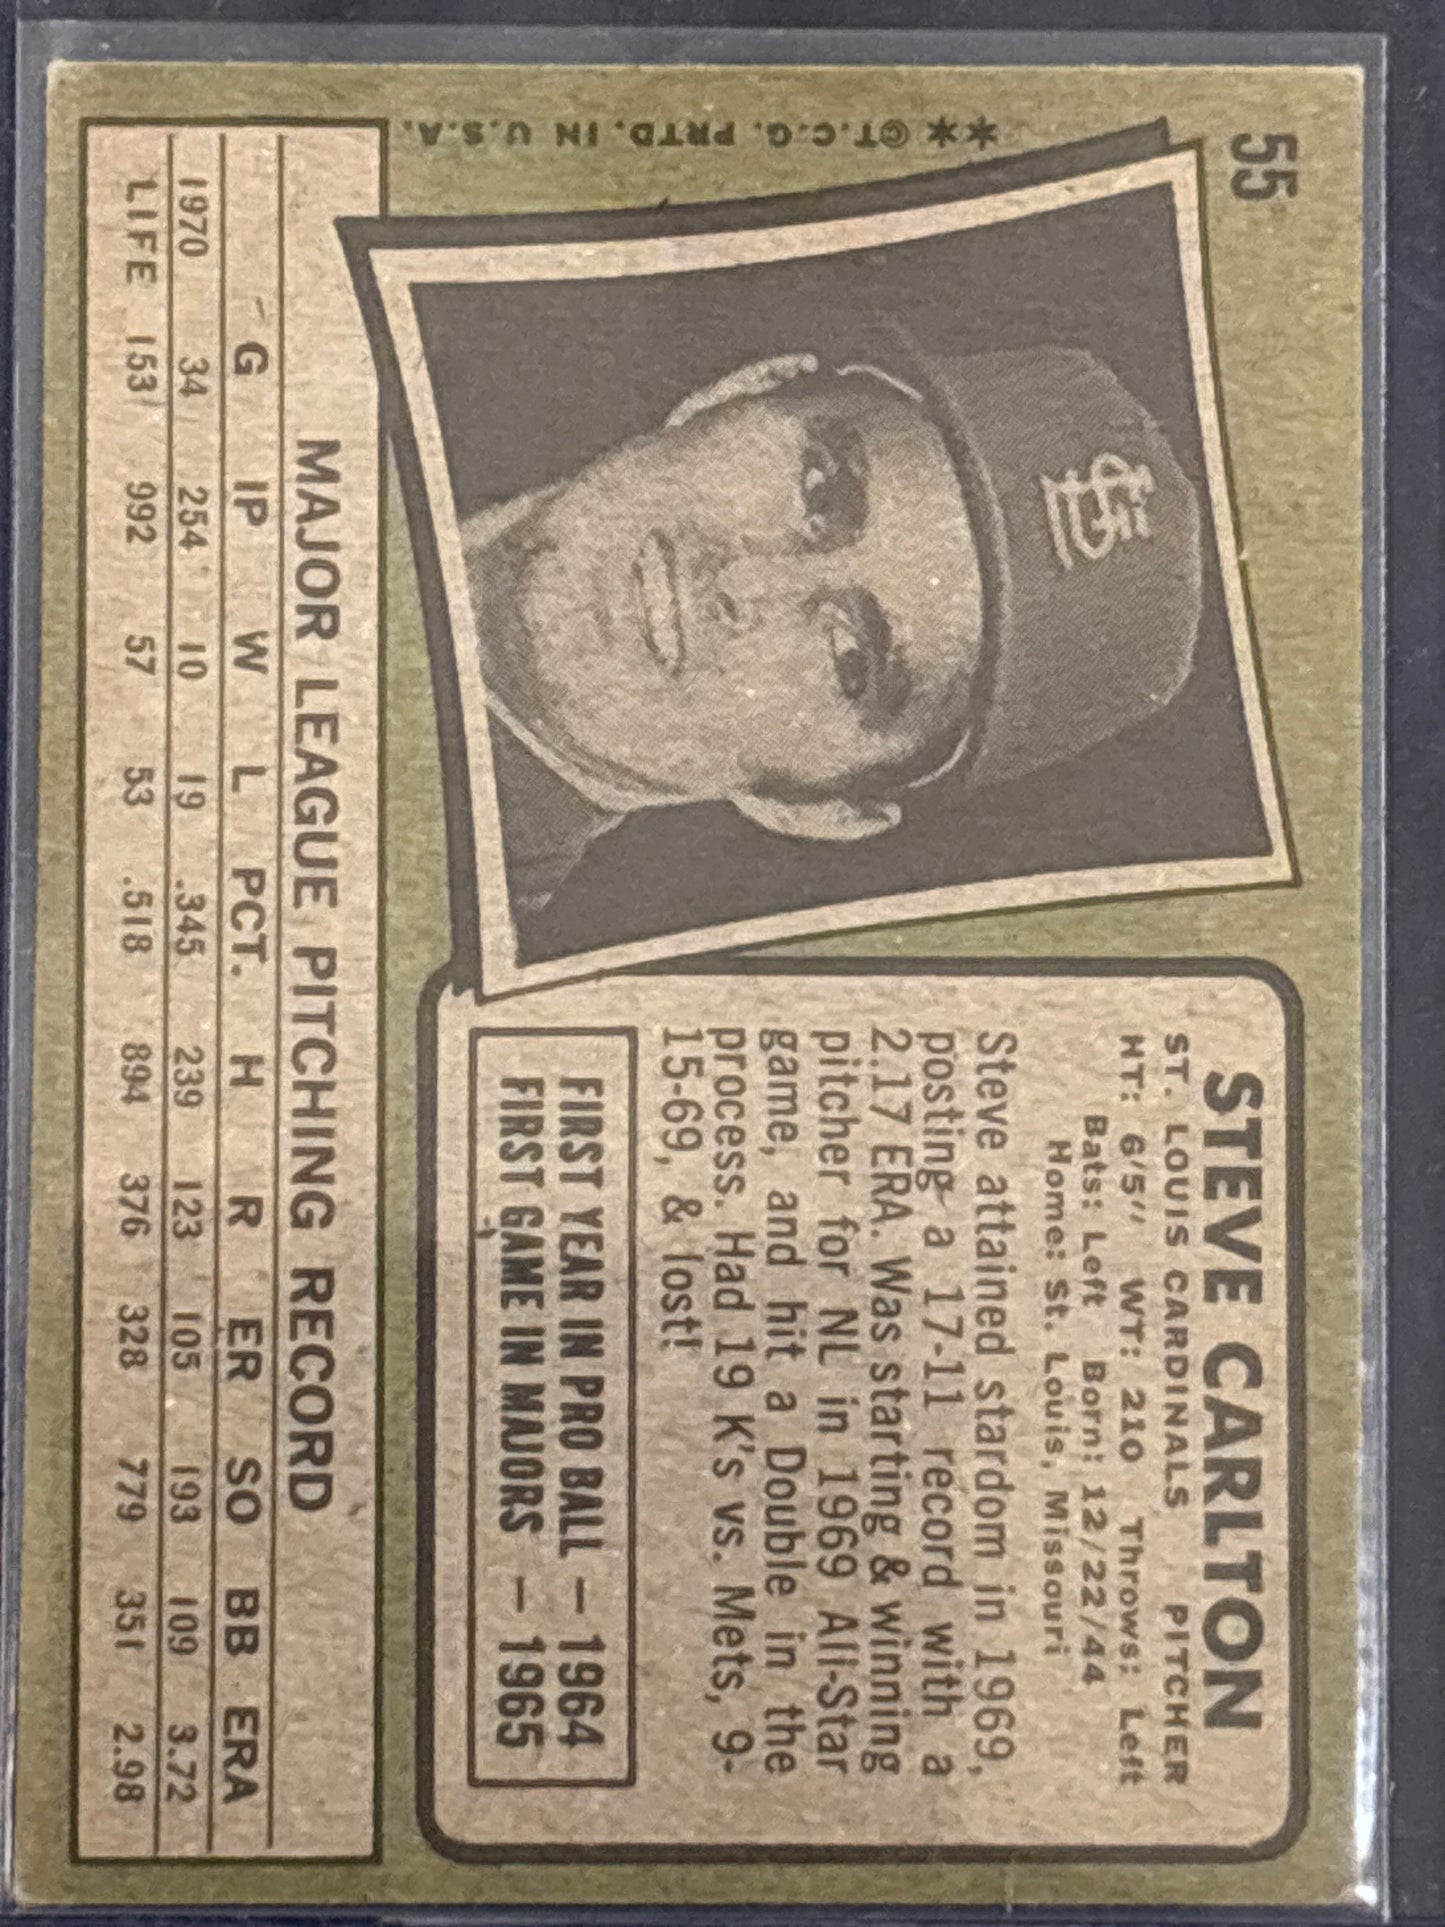 55
STEVE CARLTON
ST. LOUIS CARDINALS PITCHER
HT: 6'5" WT: 210 Throws: Left
Bats: Left Born: 12/22/44
Home: St. Louis, Missouri
Steve attained stardom in 1969,
posting a 17-11 record with a
2.17 ERA. Was starting & winning
pitcher for NL in 1969 All-Star
game, and hit a Double in the
process. Had 19 K's vs. Mets, 9-
15-69, & lost!
FIRST YEAR IN PRO BALL – 1964
FIRST GAME IN MAJORS – 1965
**©T.C.G. PRTD. IN U.S.A.
MAJOR LEAGUE PITCHING RECORD
G IP W L PCT. H R ER SO BB ERA
1970 34 254 10 19 .345 239 123 105 193 109 3.72
LIFE 153 992 57 53 .518 894 376 328 779 351 2.98